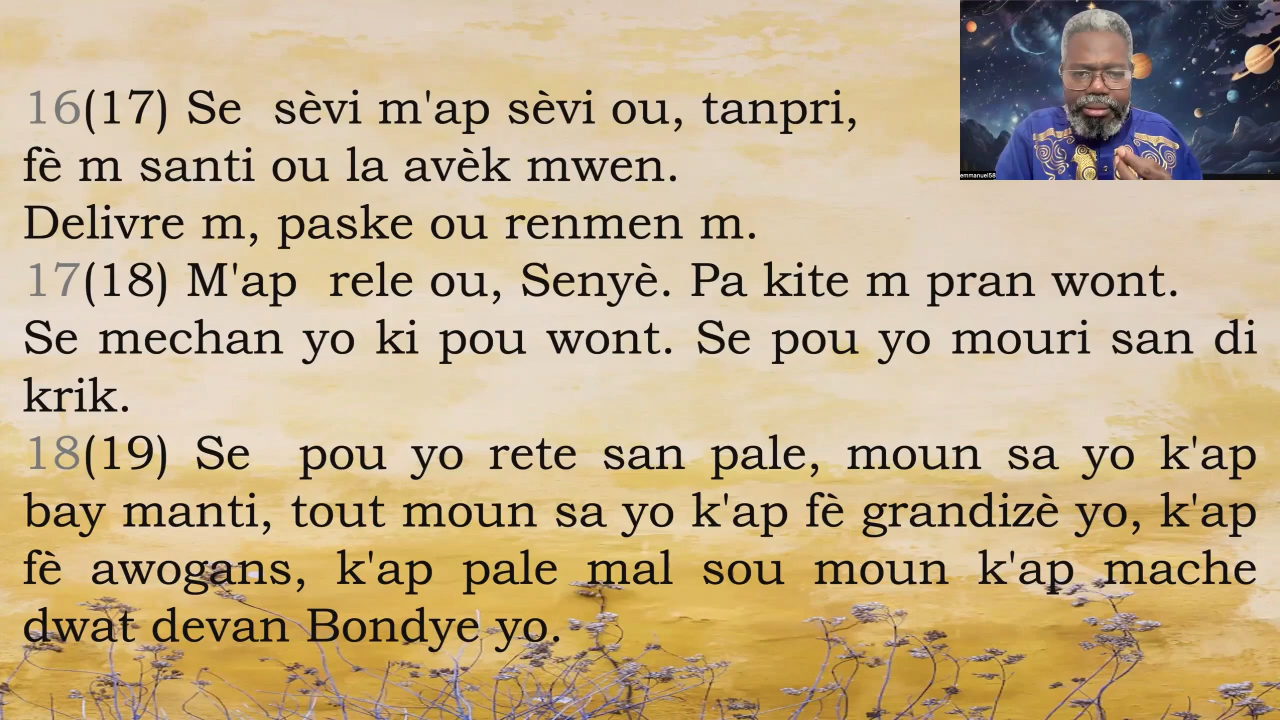 16(17) Se sèvi m'ap sèvi ou, tanpri,
fè m santi ou la avèk mwen.
Delivre m, paske ou renmen m.
17(18) M'ap rele ou, Senyè. Pa kite m pran wont.
Se mechan yo ki pou wont. Se pou yo mouri san di
krik.
18(19) Se pou yo rete san pale, moun sa yo k'ap
bay manti, tout moun sa yo k'ap fè grandizè yo, k'ap
fè awogans, k'ap pale mal sou moun k'ap mache
dwat devan Bondye yo.
emmanuel58